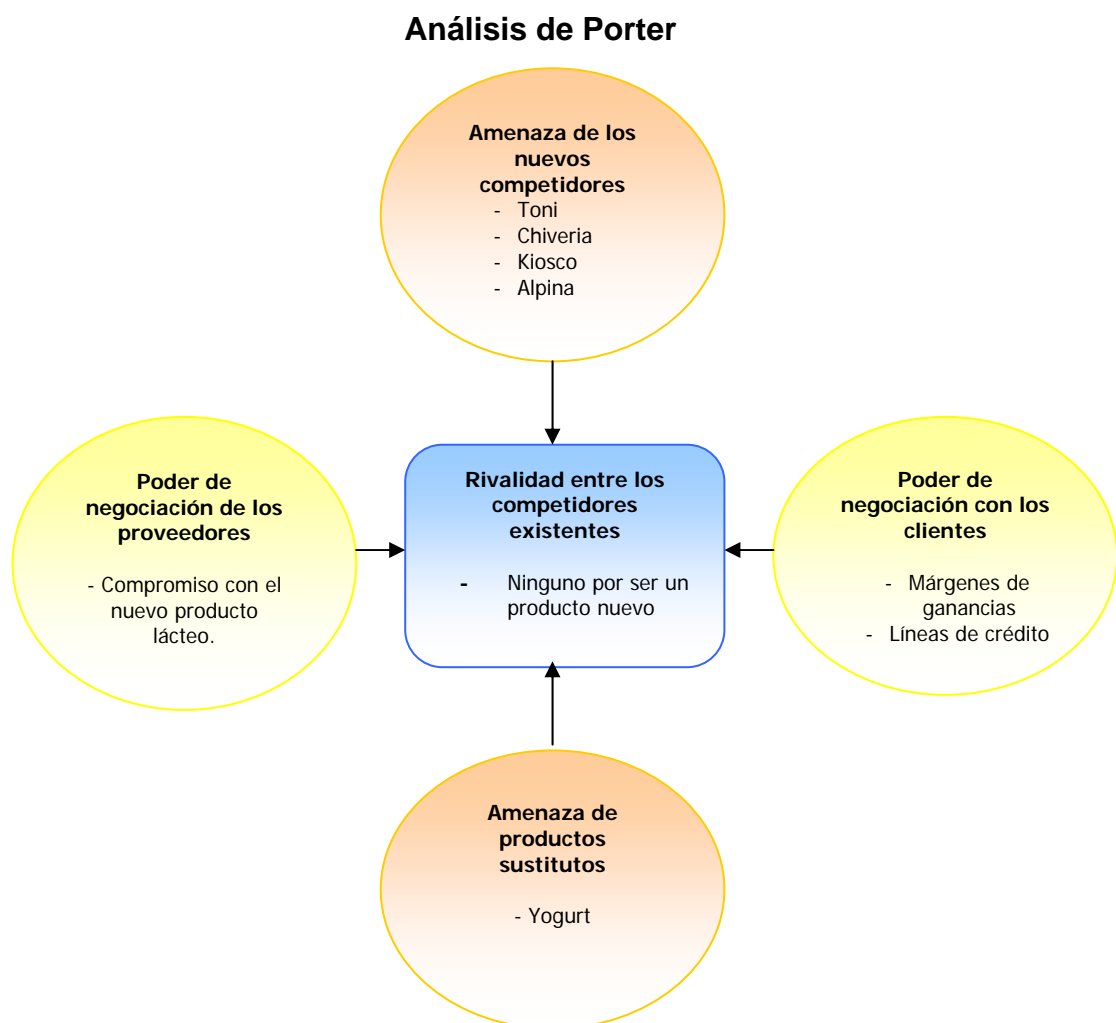 Análisis de Porter
Amenaza de los
nuevos
competidores
- Toni
- Chiveria
- Kiosco
- Alpina
Poder de
negociación de los
proveedores
- Compromiso con el
nuevo producto
lácteo.
Rivalidad entre los
competidores
existentes
- Ninguno por ser un
producto nuevo
Poder de
negociación con los
clientes
- Márgenes de
ganancias
- Líneas de crédito
Amenaza de
productos
sustitutos
- Yogurt